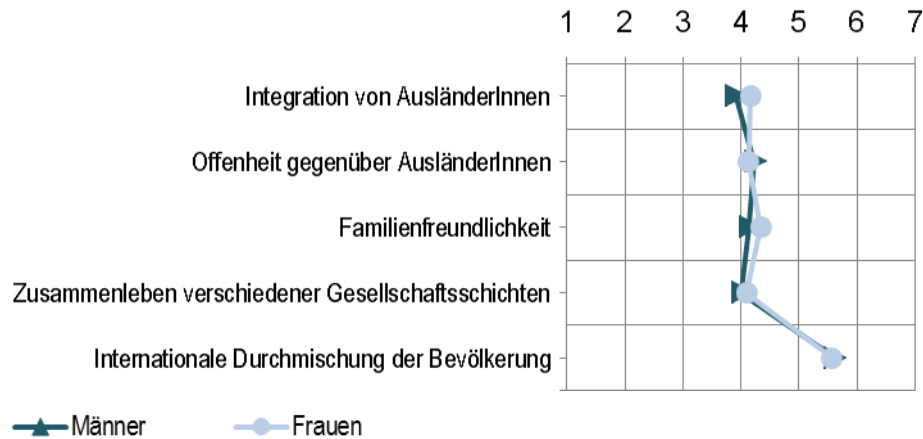 1 2 3 4 5 6 7
Integration von AusländerInnen
Offenheit gegenüber AusländerInnen
Familienfreundlichkeit
Zusammenleben verschiedener Gesellschaftsschichten
Internationale Durchmischung der Bevölkerung
Männer Frauen